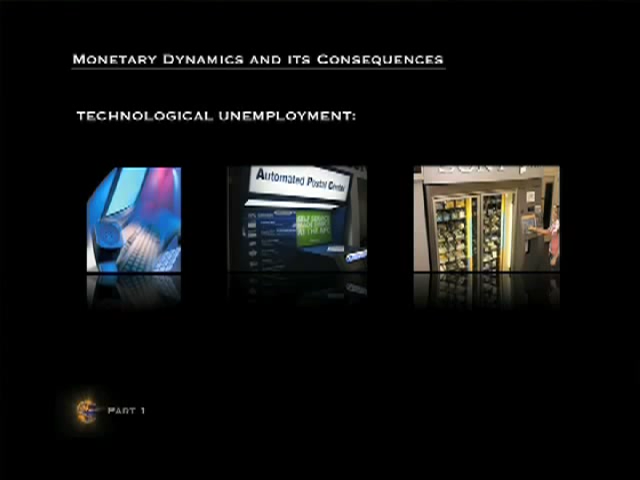 Monetary Dynamics and its Consequences
TECHNOLOGICAL UNEMPLOYMENT:
Automated Postal Center
Part 1